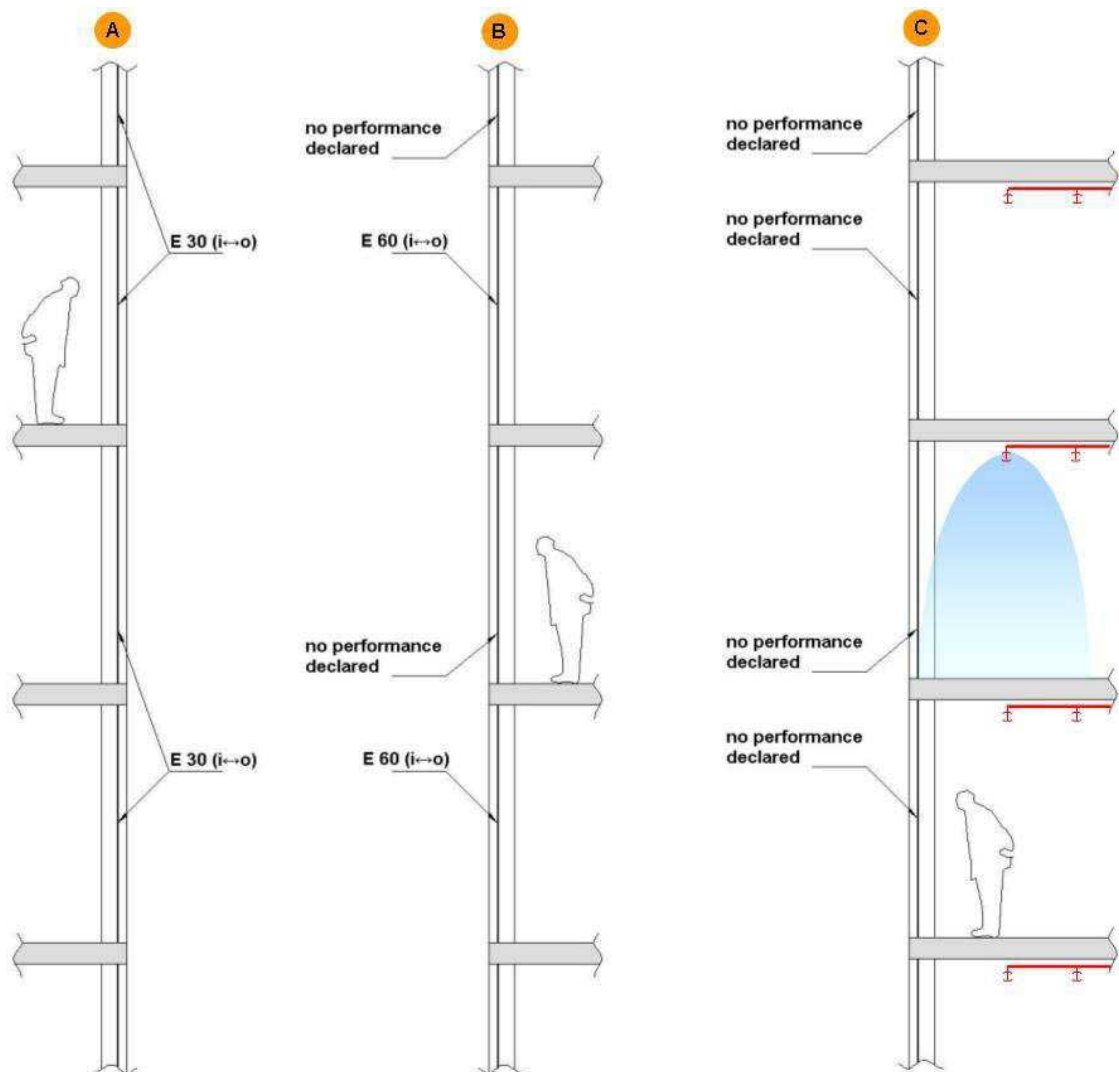 A
E 30 (i↔o)
E 30 (i↔o)
B
no performance
declared
E 60 (i↔o)
no performance
declared
E 60 (i↔o)
C
no performance
declared
no performance
declared
no performance
declared
no performance
declared